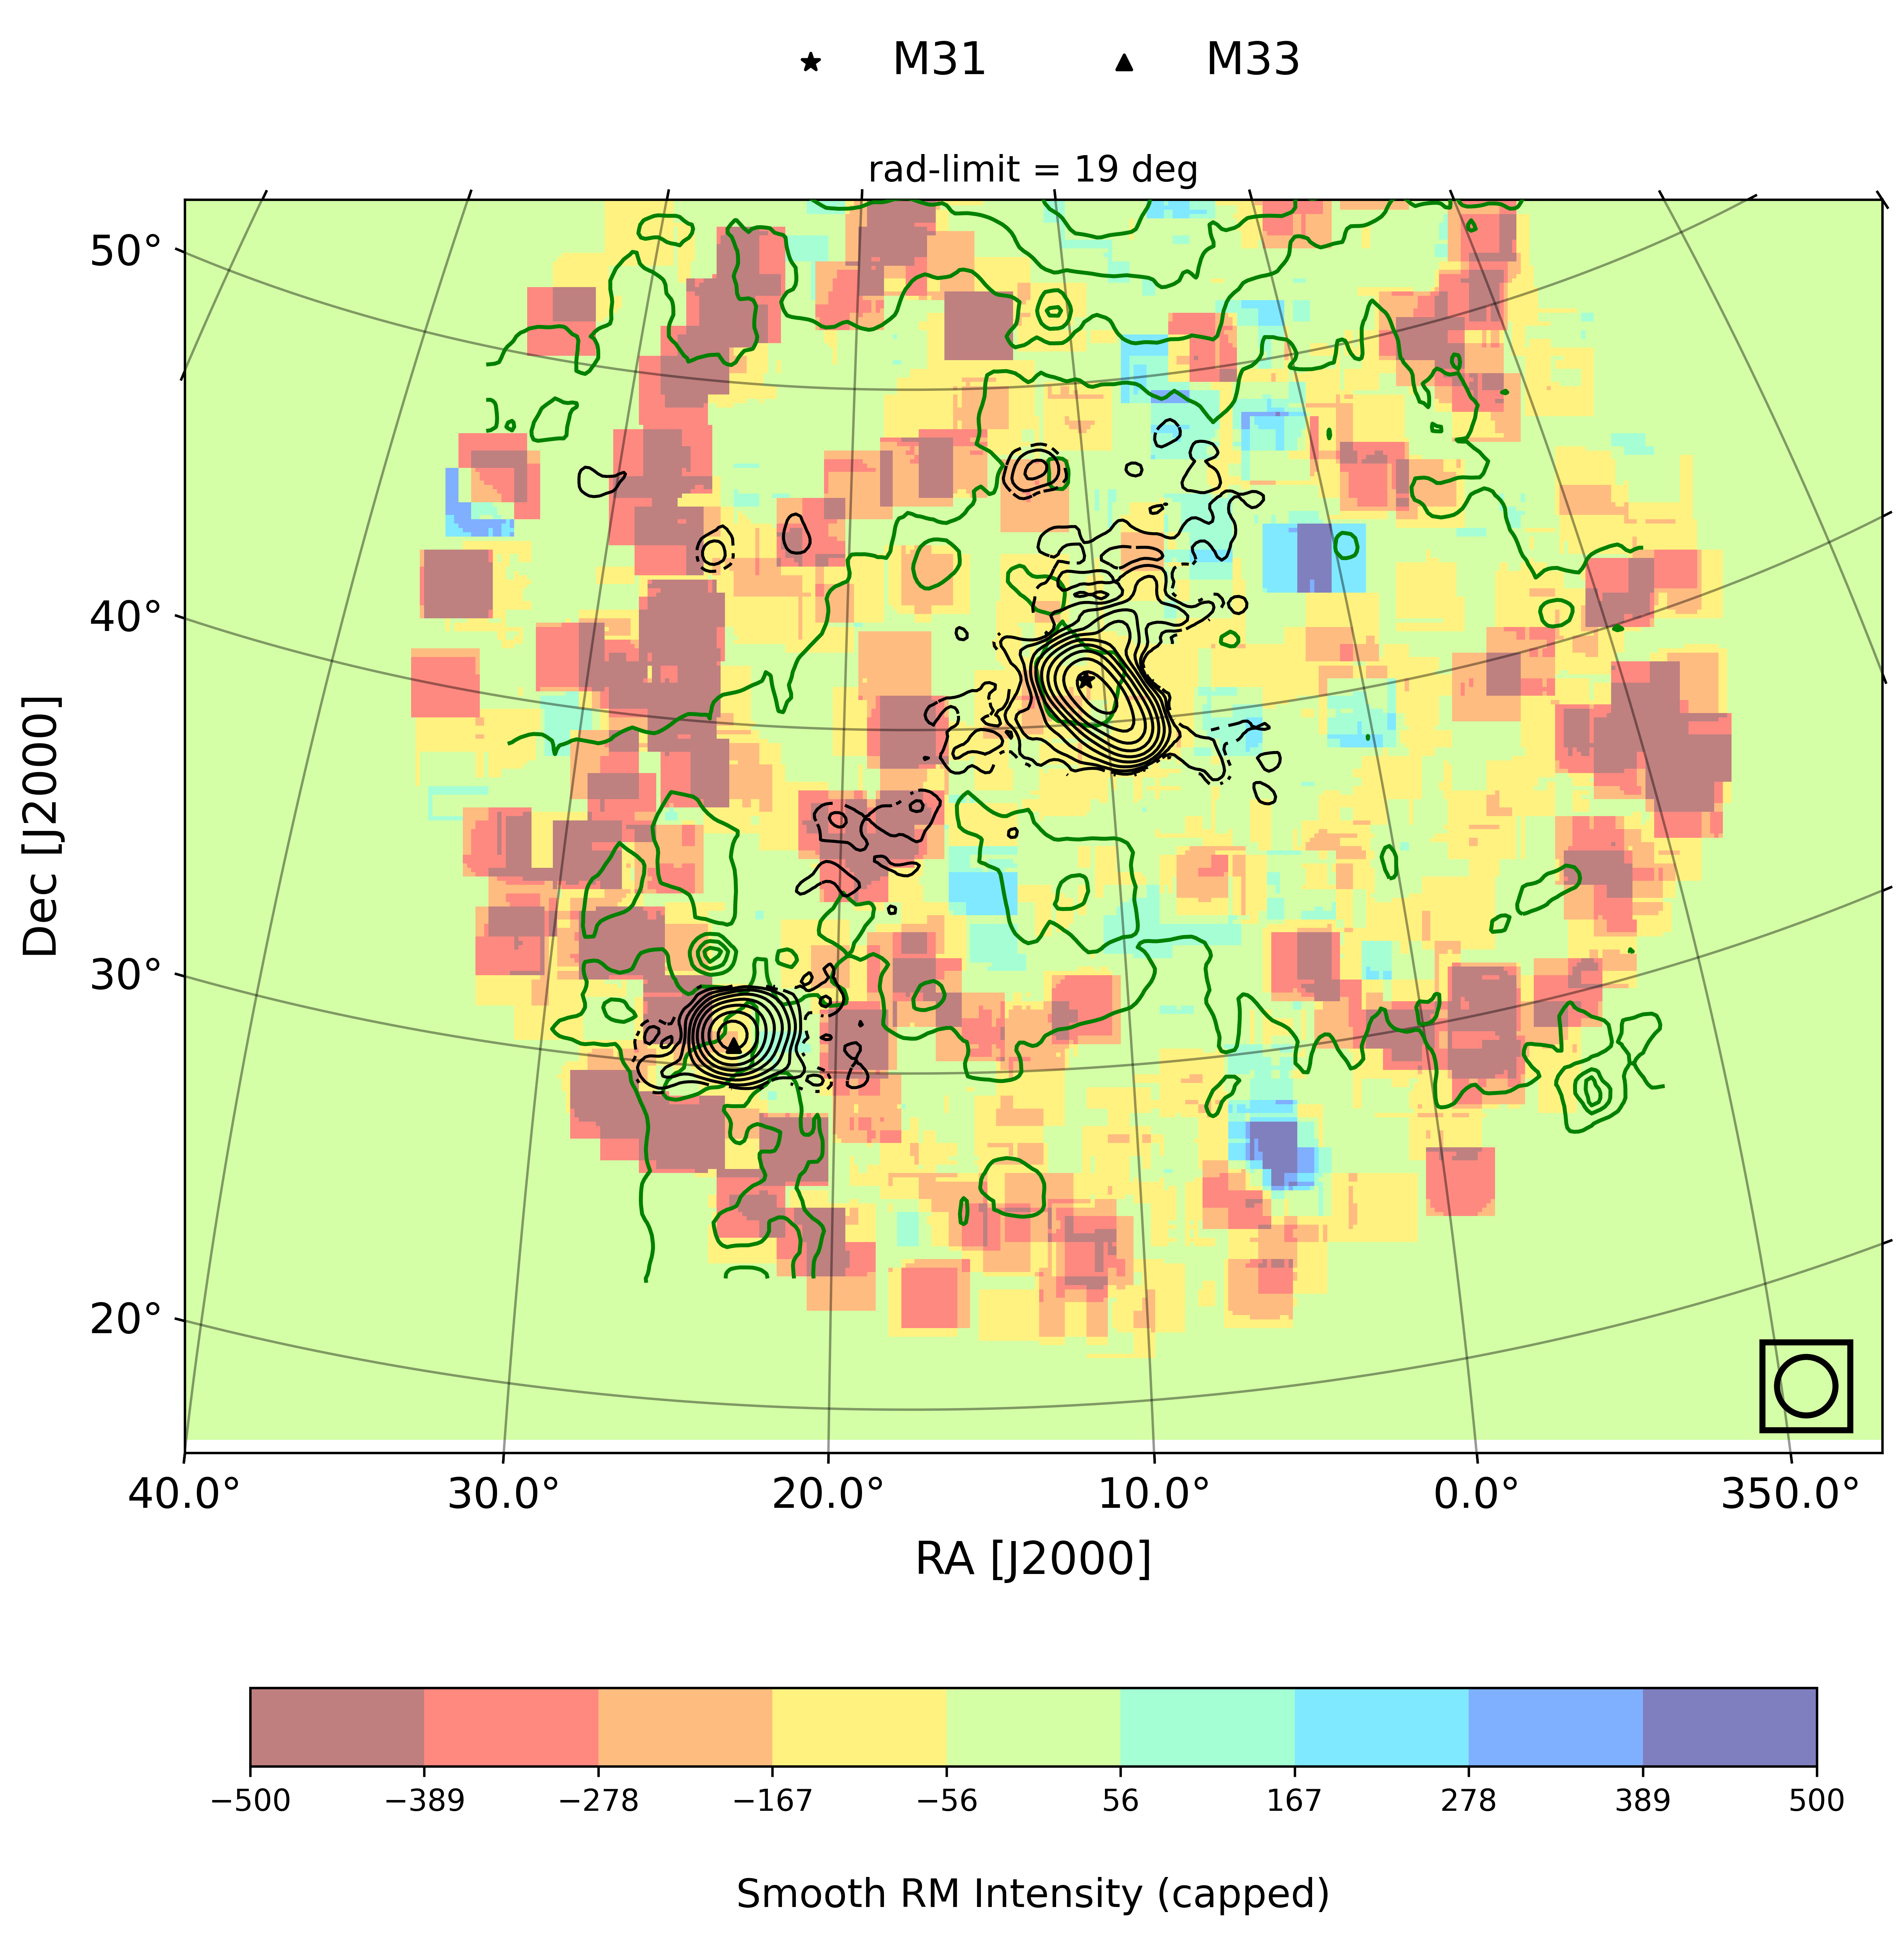 M31 M33
rad-limit = 19 deg
50°
40°
30°
20°
Dec [J2000]
40.0° 30.0° 20.0° 10.0° 0.0° 350.0°
RA [J2000]
−500 −389 −278 −167 −56 56 167 278 389 500
Smooth RM Intensity (capped)